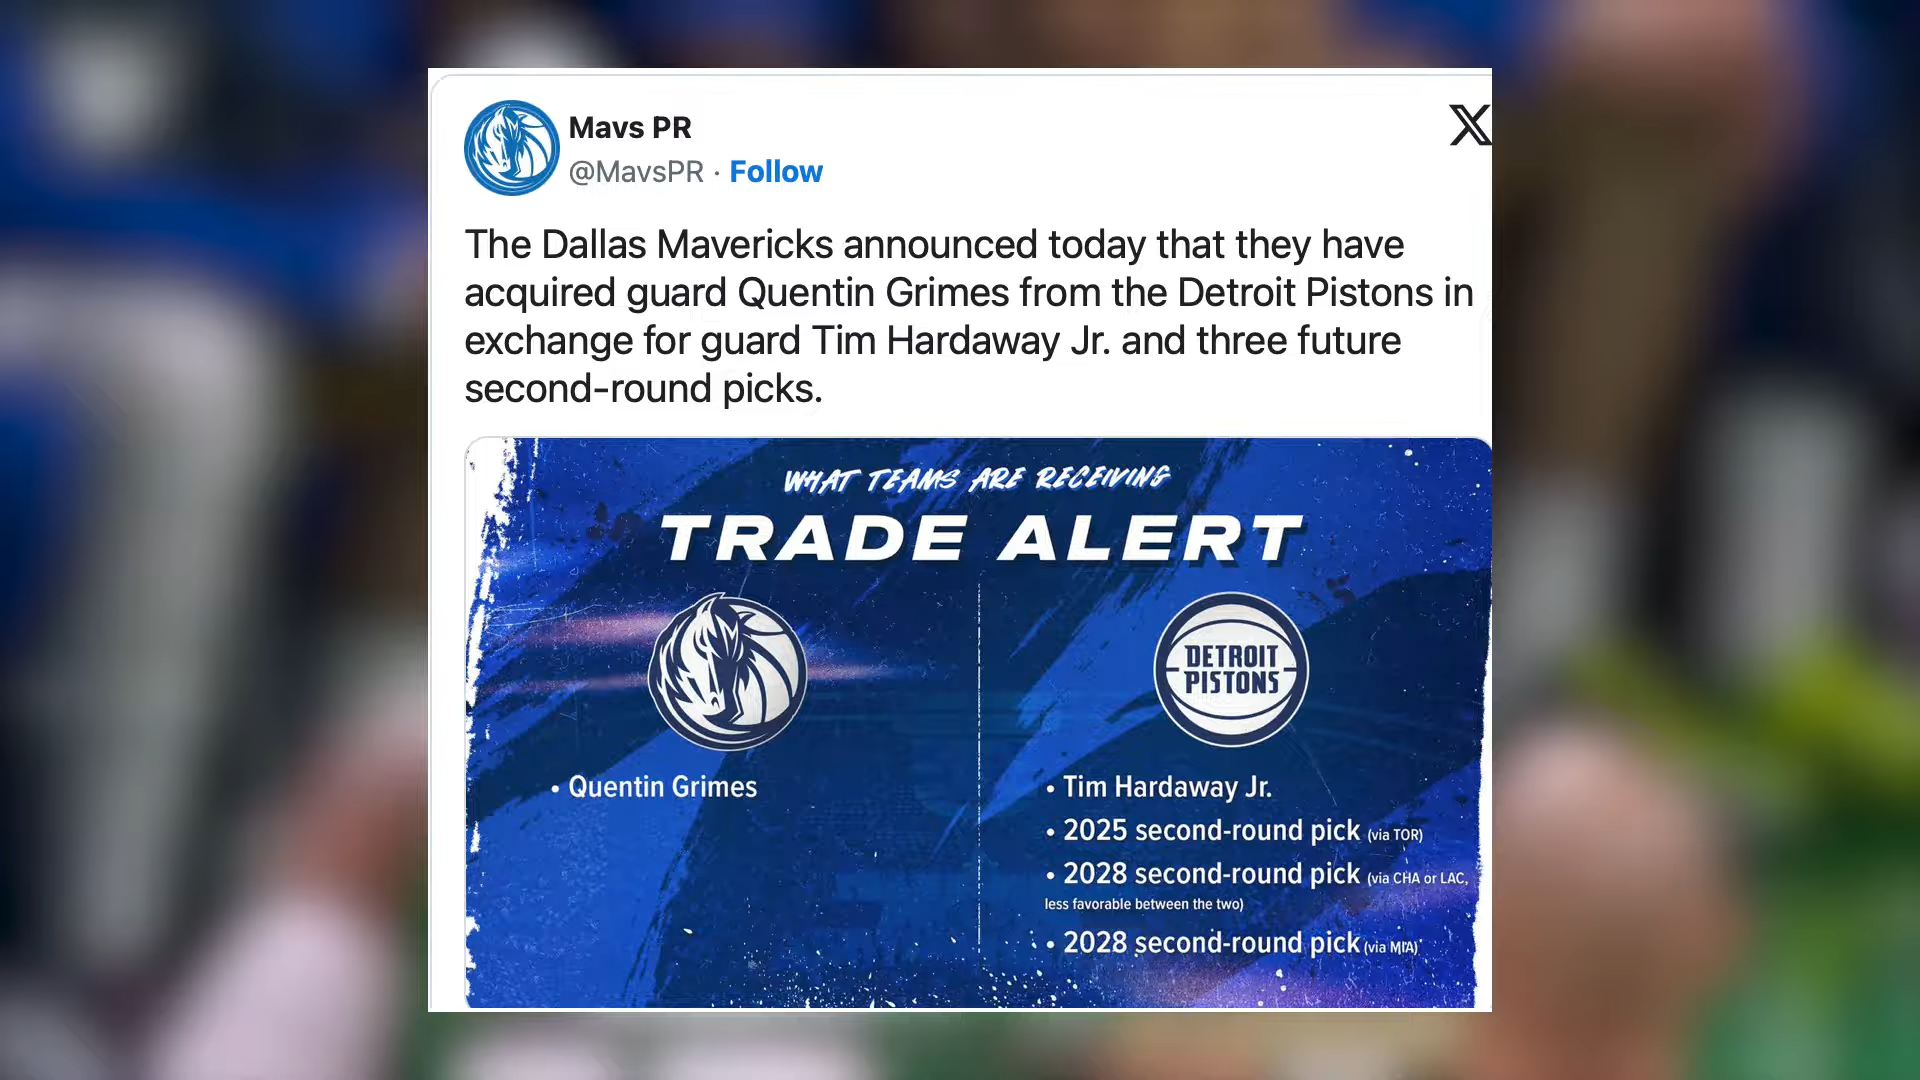 Mavs PR
@MavsPR · Follow
The Dallas Mavericks announced today that they have
acquired guard Quentin Grimes from the Detroit Pistons in
exchange for guard Tim Hardaway Jr. and three future
second-round picks.
WHAT TEAMS ARE RECEIVING
TRADE ALERT
DETROIT
PISTONS
• Quentin Grimes
• Tim Hardaway Jr.
• 2025 second-round pick (via TOR)
• 2028 second-round pick (via CHA or LAC,
less favorable between the two)
• 2028 second-round pick (via MIA)